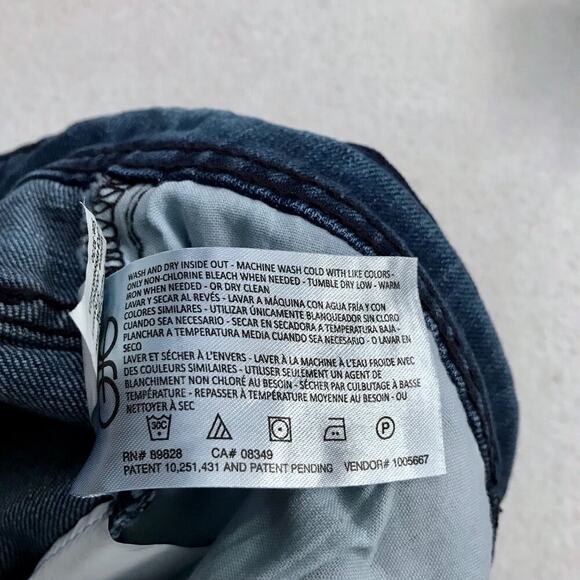 WASH AND DRY INSIDE OUT - MACHINE WASH COLD WITH LIKE COLORS -
ONLY NON-CHLORINE BLEACH WHEN NEEDED - TUMBLE DRY LOW - WARM
IRON WHEN NEEDED - OR DRY CLEAN
LAVAR Y SECAR AL REVÉS - LAVAR A MÁQUINA CON AGUA FRÍA Y CON
COLORES SIMILARES - UTILIZAR ÚNICAMENTE BLANQUEADOR SIN CLORO
CUANDO SEA NECESARIO - SECAR EN SECADORA A TEMPERATURA BAJA -
PLANCHAR A TEMPERATURA MEDIA CUANDO SEA NECESARIO - O LAVAR EN
SECO
LAVER ET SÉCHER À L'ENVERS - LAVER À LA MACHINE À L'EAU FROIDE AVEC
DES COULEURS SIMILAIRES - UTILISER SEULEMENT UN AGENT DE
BLANCHIMENT NON CHLORÉ AU BESOIN - SÉCHER PAR CULBUTAGE À BASSE
TEMPÉRATURE - REPASSER À TEMPÉRATURE MOYENNE AU BESOIN - OU
NETTOYER À SEC
30C
RN# 89828 CA# 08349
PATENT 10,251,431 AND PATENT PENDING VENDOR# 1005667